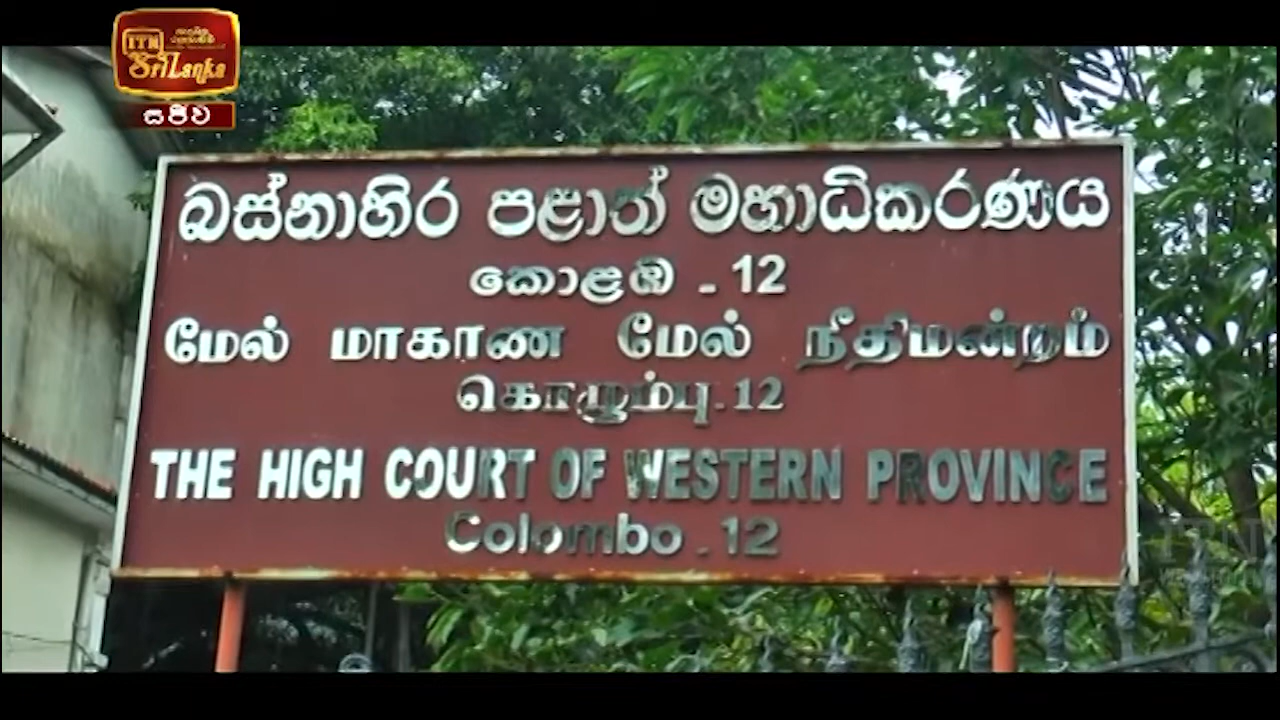 ITN
Sri Lanka
සජීව
බස්නාහිර පළාත් මහාධිකරණය
කොළඹ - 12
மேல் மாகாண மேல் நீதிமன்றம்
கொழும்பு - 12
THE HIGH COURT OF WESTERN PROVINCE
Colombo - 12
ITN